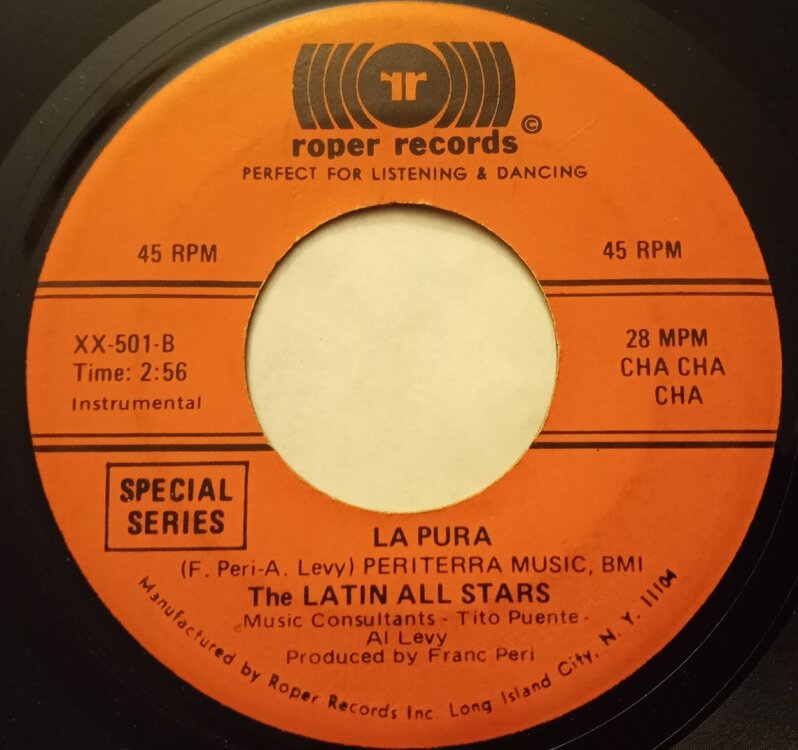 rr
roper records ©
PERFECT FOR LISTENING & DANCING
45 RPM
45 RPM
XX-501-B
Time: 2:56
Instrumental
28 MPM
CHA CHA
CHA
SPECIAL
SERIES
LA PURA
(F. Peri-A. Levy) PERITERRA MUSIC, BMI
The LATIN ALL STARS
Music Consultants - Tito Puente -
Al Levy
Produced by Franc Peri
Manufactured by Roper Records Inc. Long Island City, N. Y. 11104